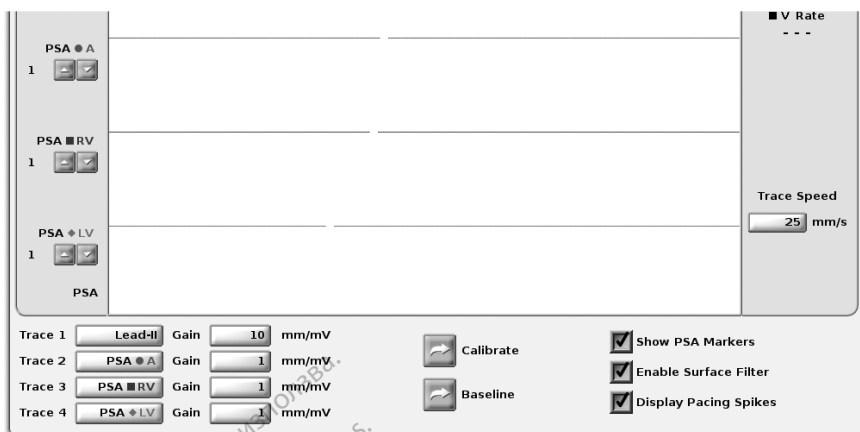 V Rate
- - -
PSA ● A
1
PSA ■ RV
1
Trace Speed
25 mm/s
PSA ◆ LV
1
PSA
Trace 1 Lead-II Gain 10 mm/mV
Trace 2 PSA ● A Gain 1 mm/mV
Trace 3 PSA ■ RV Gain 1 mm/mV
Trace 4 PSA ◆ LV Gain 1 mm/mV
Calibrate
Baseline
Show PSA Markers
Enable Surface Filter
Display Pacing Spikes
използва.